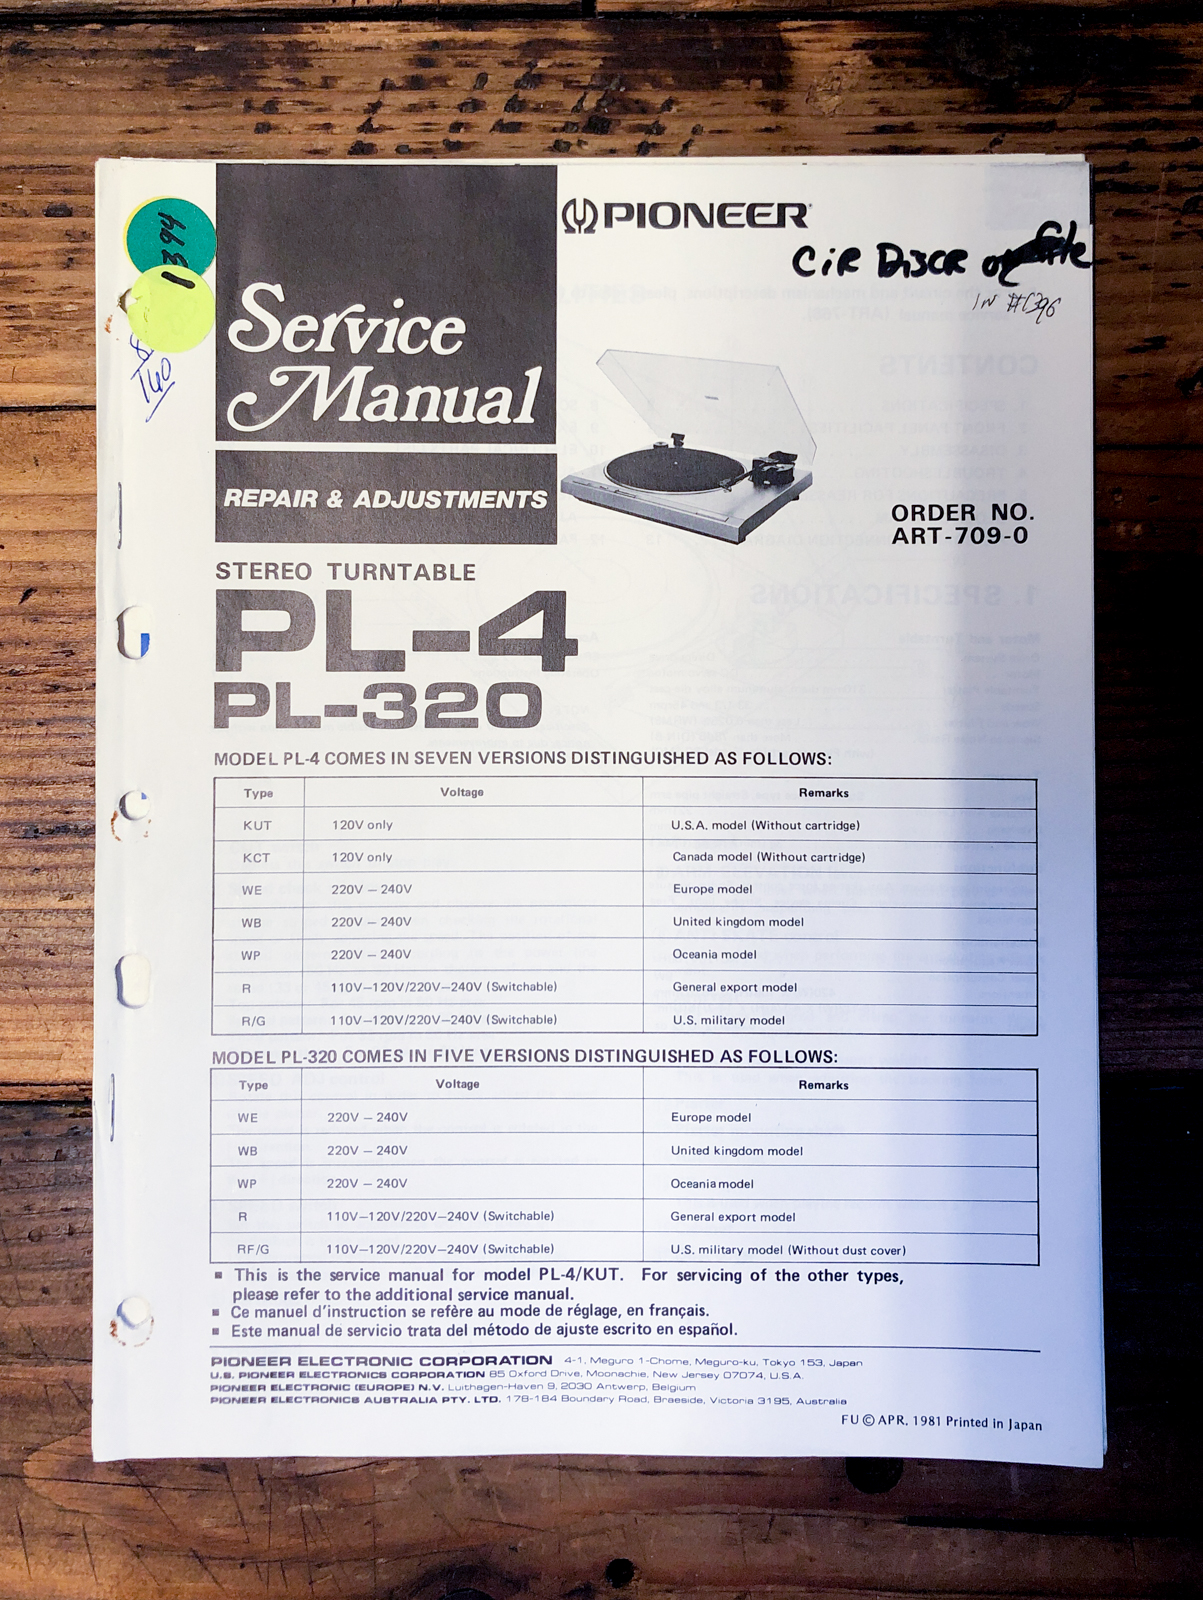 1394
140
Service
Manual
REPAIR & ADJUSTMENTS
PIONEER
CiR DISCR
IN #1396
ORDER NO.
ART-709-0
STEREO TURNTABLE
PL-4
PL-320
MODEL PL-4 COMES IN SEVEN VERSIONS DISTINGUISHED AS FOLLOWS:
Type Voltage Remarks
KUT 120V only U.S.A. model (Without cartridge)
KCT 120V only Canada model (Without cartridge)
WE 220V – 240V Europe model
WB 220V – 240V United kingdom model
WP 220V – 240V Oceania model
R 110V–120V/220V–240V (Switchable) General export model
R/G 110V–120V/220V–240V (Switchable) U.S. military model
MODEL PL-320 COMES IN FIVE VERSIONS DISTINGUISHED AS FOLLOWS:
Type Voltage Remarks
WE 220V – 240V Europe model
WB 220V – 240V United kingdom model
WP 220V – 240V Oceania model
R 110V–120V/220V–240V (Switchable) General export model
RF/G 110V–120V/220V–240V (Switchable) U.S. military model (Without dust cover)
■ This is the service manual for model PL-4/KUT. For servicing of the other types,
please refer to the additional service manual.
■ Ce manuel d'instruction se refère au mode de réglage, en français.
■ Este manual de servicio trata del método de ajuste escrito en español.
PIONEER ELECTRONIC CORPORATION 4-1, Meguro 1-Chome, Meguro-ku, Tokyo 153, Japan
U.S. PIONEER ELECTRONICS CORPORATION 85 Oxford Drive, Moonachie, New Jersey 07074, U.S.A.
PIONEER ELECTRONIC (EUROPE) N.V. Luithagen-Haven 9, 2030 Antwerp, Belgium
PIONEER ELECTRONICS AUSTRALIA PTY. LTD. 178-184 Boundary Road, Braeside, Victoria 3195, Australia
FU © APR. 1981 Printed in Japan